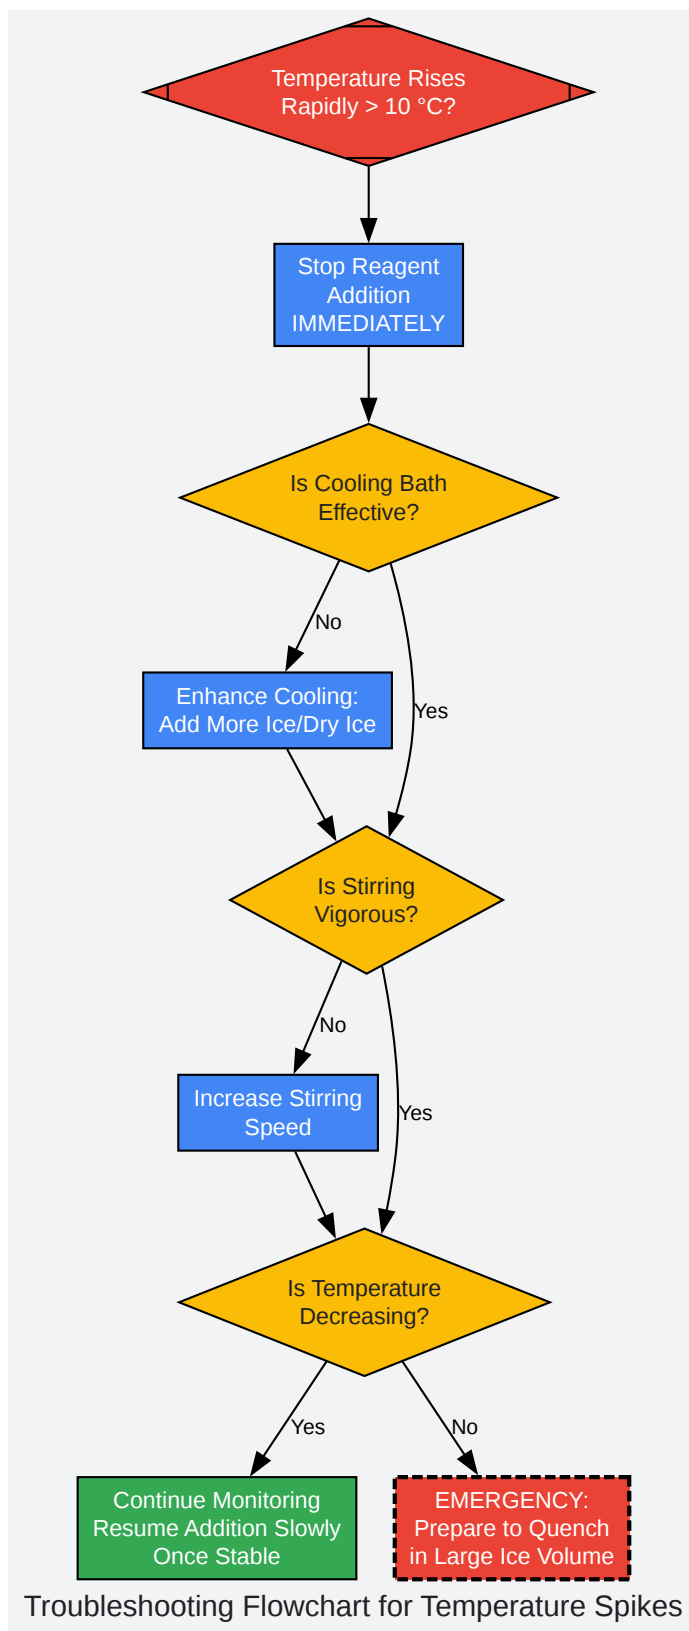 Temperature Rises
Rapidly > 10 °C?
Stop Reagent
Addition
IMMEDIATELY
Is Cooling Bath
Effective?
No
Yes
Enhance Cooling:
Add More Ice/Dry Ice
Is Stirring
Vigorous?
No
Yes
Increase Stirring
Speed
Is Temperature
Decreasing?
Yes
No
Continue Monitoring
Resume Addition Slowly
Once Stable
EMERGENCY:
Prepare to Quench
in Large Ice Volume
Troubleshooting Flowchart for Temperature Spikes